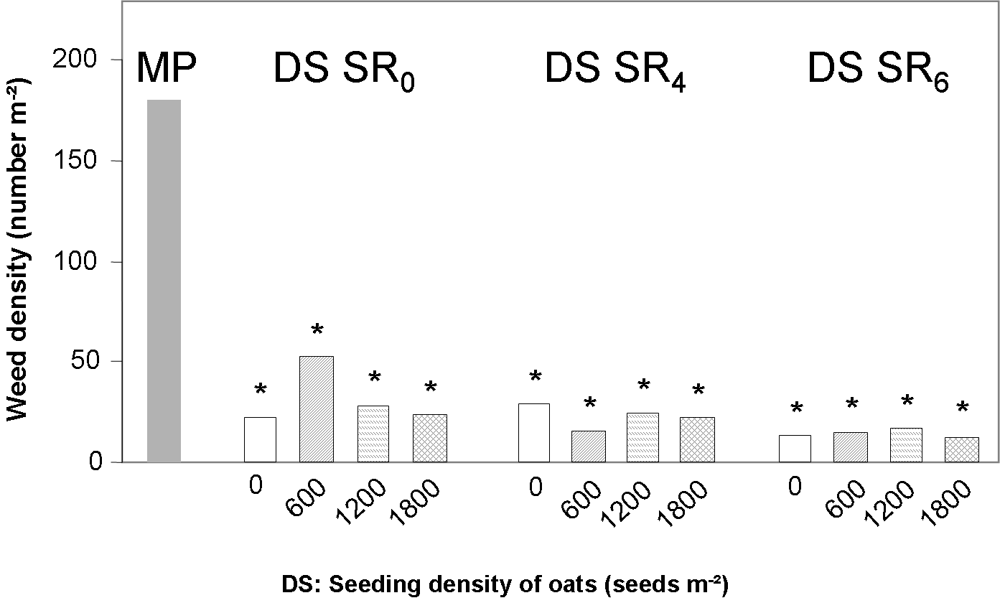 Weed density (number m⁻²)
200
150
100
50
0
MP
DS SR₀
DS SR₄
DS SR₆
*
*
*
*
*
*
*
*
*
*
*
*
0 600 1200 1800
0 600 1200 1800
0 600 1200 1800
DS: Seeding density of oats (seeds m⁻²)